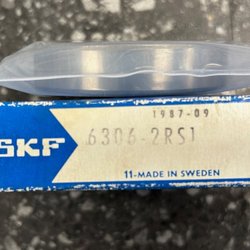 1987-09
SKF
6306-2RS1
11-MADE IN SWEDEN